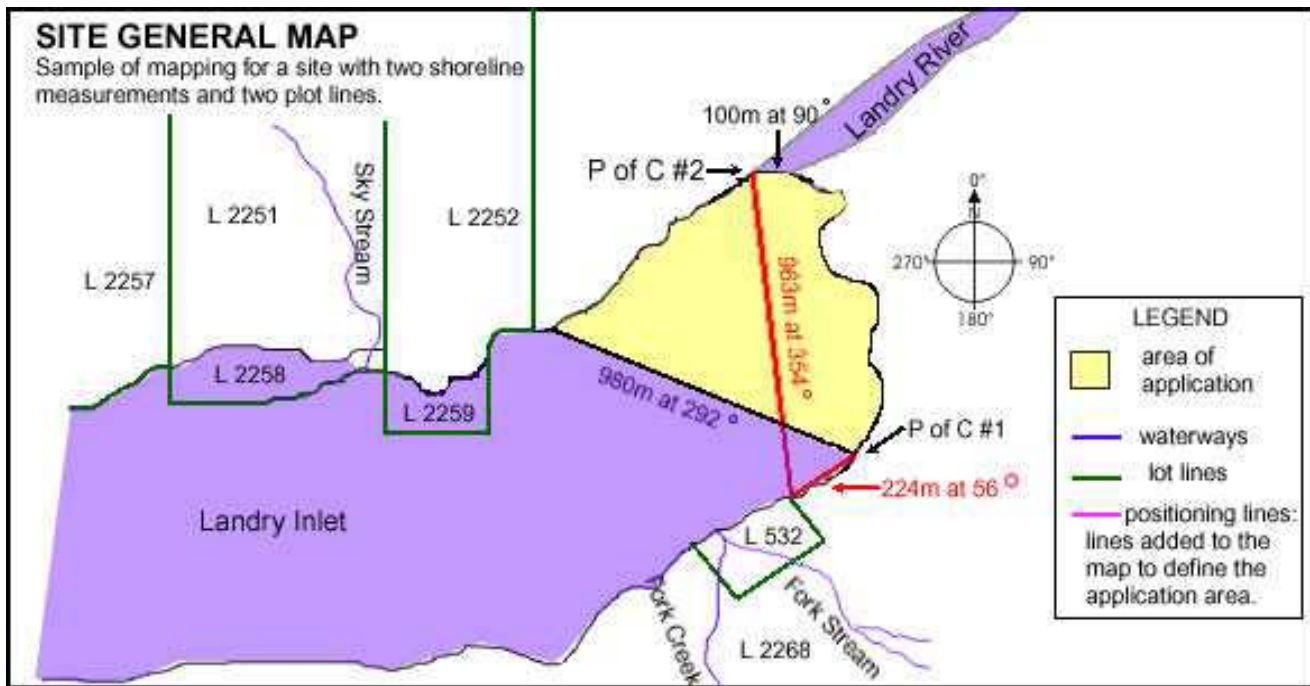 SITE GENERAL MAP
Sample of mapping for a site with two shoreline
measurements and two plot lines.
Landry River
100m at 90°
P of C #2
Sky Stream
L 2251
L 2252
L 2257
0°
N
270°
90°
180°
963m at 354°
LEGEND
area of
application
L 2258
980m at 292°
L 2259
P of C #1
waterways
lot lines
224m at 56°
positioning lines:
lines added to the
map to define the
application area.
Landry Inlet
L 532
Fork Creek
Fork Stream
L 2268